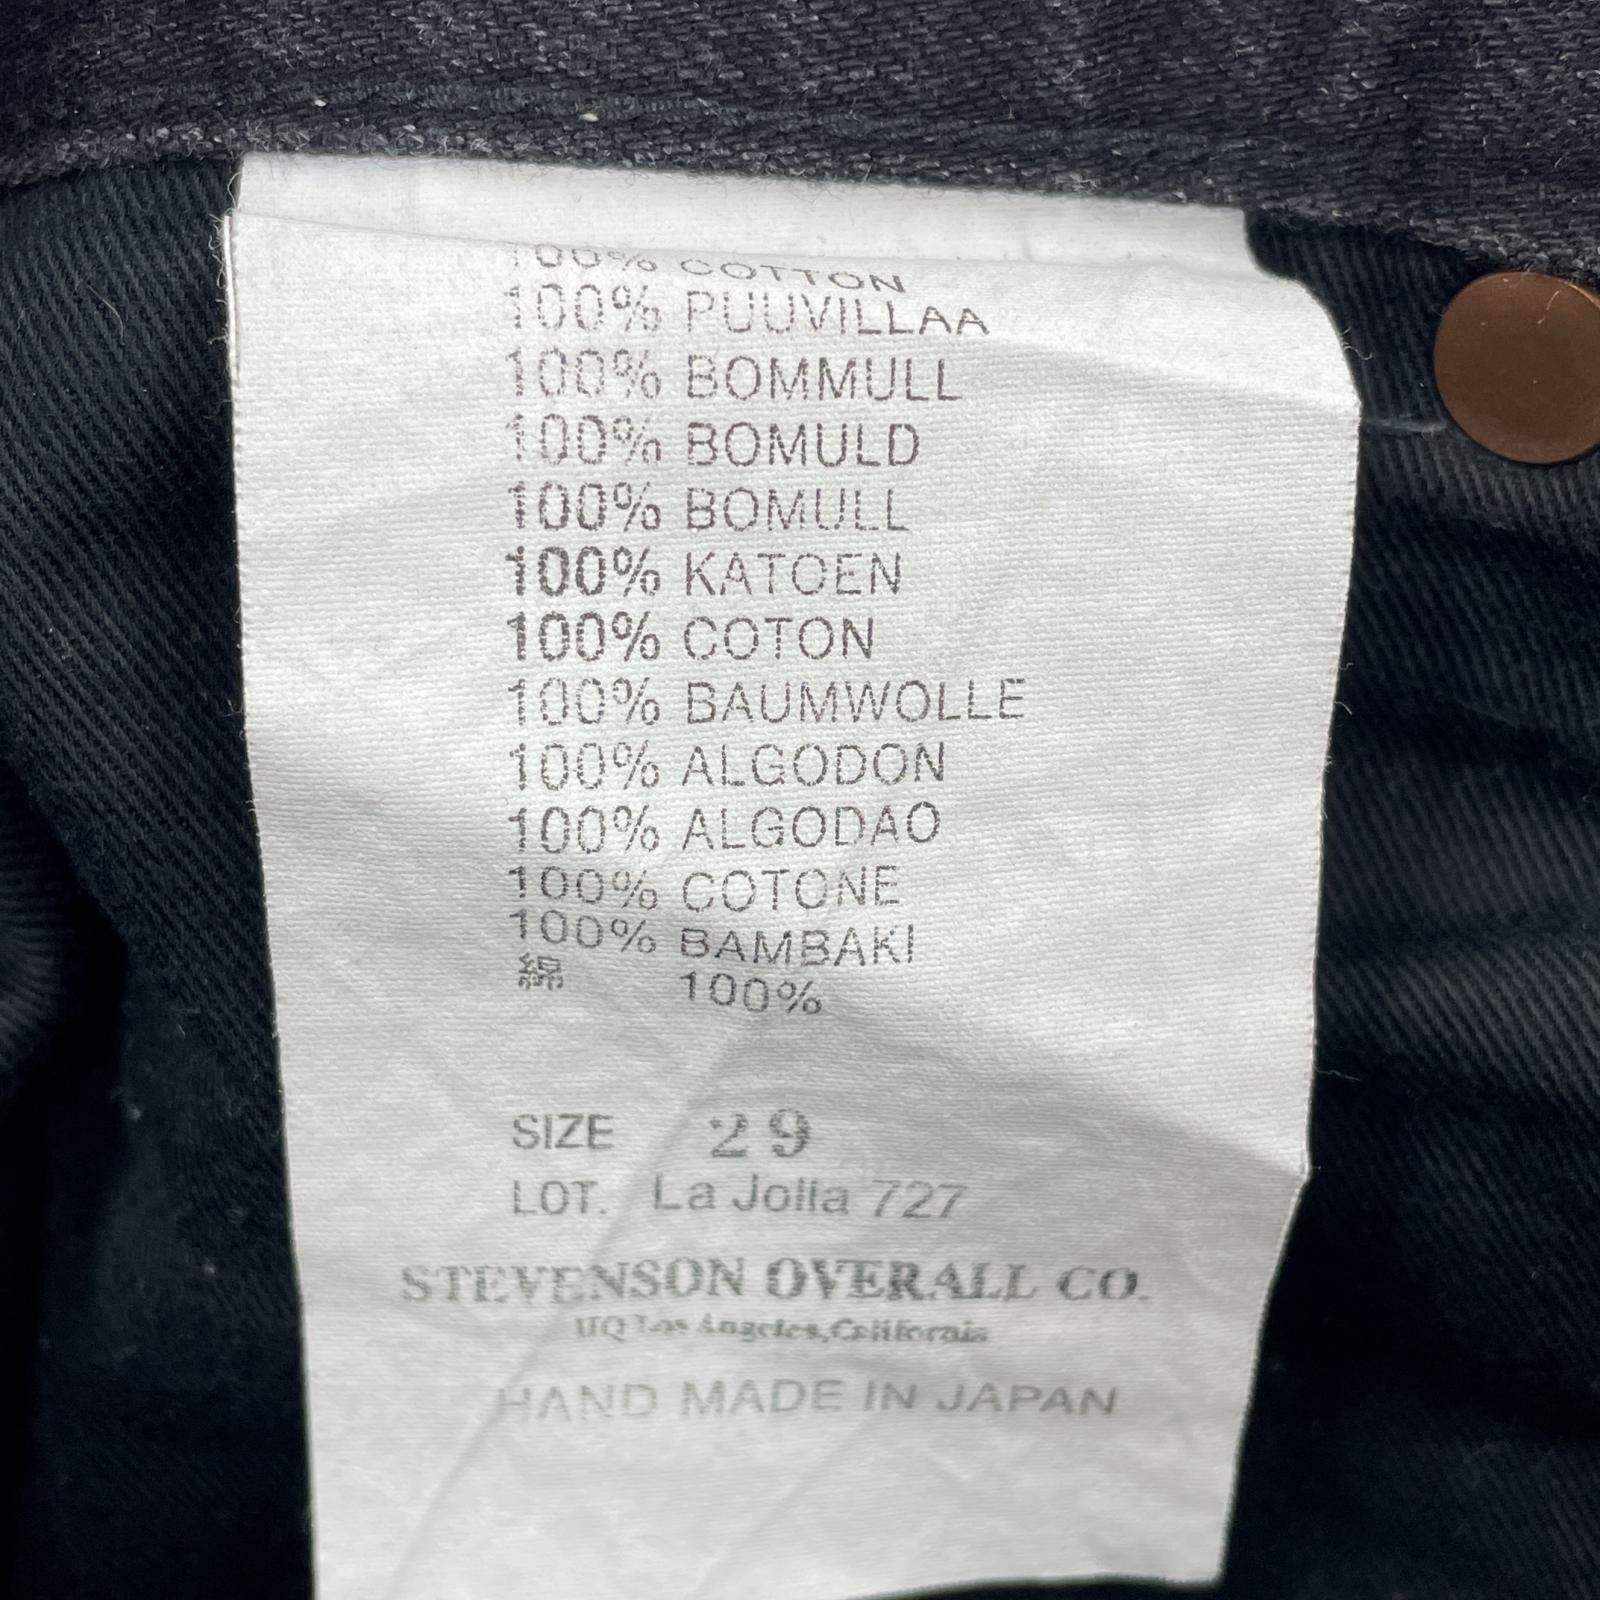 100% COTTON
100% PUUVILLAA
100% BOMMULL
100% BOMULD
100% BOMULL
100% KATOEN
100% COTON
100% BAUMWOLLE
100% ALGODON
100% ALGODAO
100% COTONE
100% BAMBAKI
綿 100%
SIZE 29
LOT. La Jolla 727
STEVENSON OVERALL CO.
Los Angeles, California
HAND MADE IN JAPAN